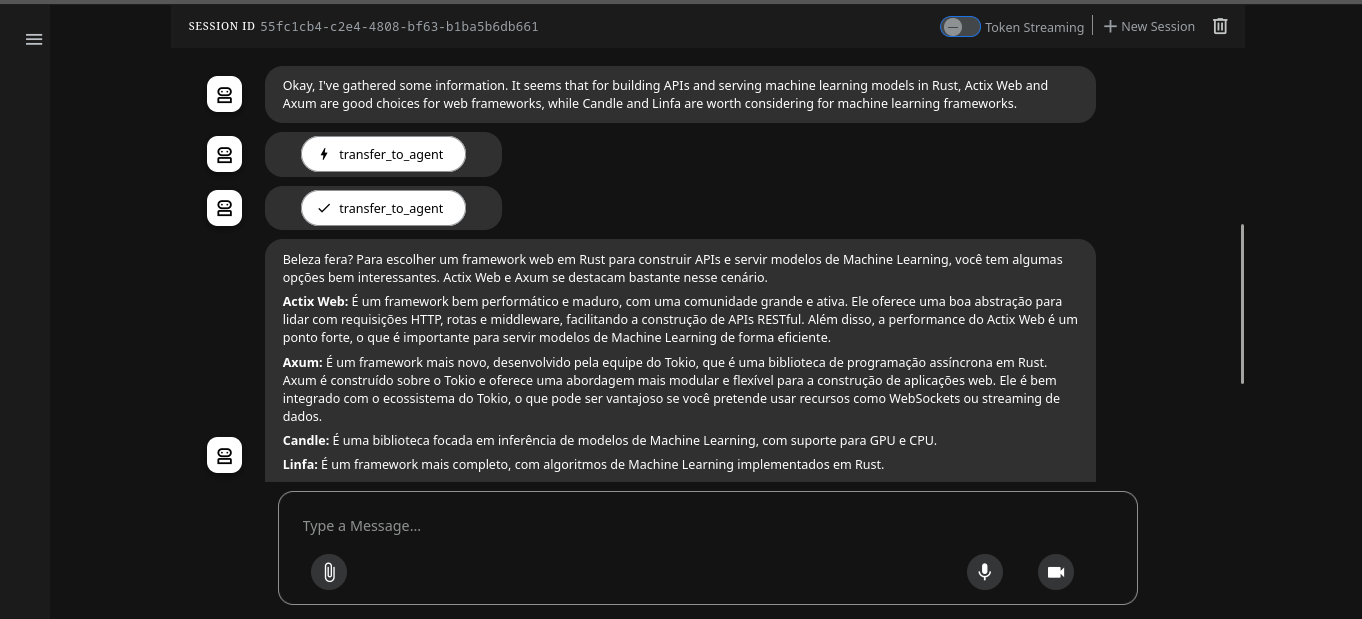 SESSION ID 55fc1cb4-c2e4-4808-bf63-b1ba5b6db661 Token Streaming New Session
Okay, I've gathered some information. It seems that for building APIs and serving machine learning models in Rust, Actix Web and
Axum are good choices for web frameworks, while Candle and Linfa are worth considering for machine learning frameworks.
transfer_to_agent
transfer_to_agent
Beleza fera? Para escolher um framework web em Rust para construir APIs e servir modelos de Machine Learning, você tem algumas
opções bem interessantes. Actix Web e Axum se destacam bastante nesse cenário.
Actix Web: É um framework bem performático e maduro, com uma comunidade grande e ativa. Ele oferece uma boa abstração para
lidar com requisições HTTP, rotas e middleware, facilitando a construção de APIs RESTful. Além disso, a performance do Actix Web é um
ponto forte, o que é importante para servir modelos de Machine Learning de forma eficiente.
Axum: É um framework mais novo, desenvolvido pela equipe do Tokio, que é uma biblioteca de programação assíncrona em Rust.
Axum é construído sobre o Tokio e oferece uma abordagem mais modular e flexível para a construção de aplicações web. Ele é bem
integrado com o ecossistema do Tokio, o que pode ser vantajoso se você pretende usar recursos como WebSockets ou streaming de
dados.
Candle: É uma biblioteca focada em inferência de modelos de Machine Learning, com suporte para GPU e CPU.
Linfa: É um framework mais completo, com algoritmos de Machine Learning implementados em Rust.
Type a Message...